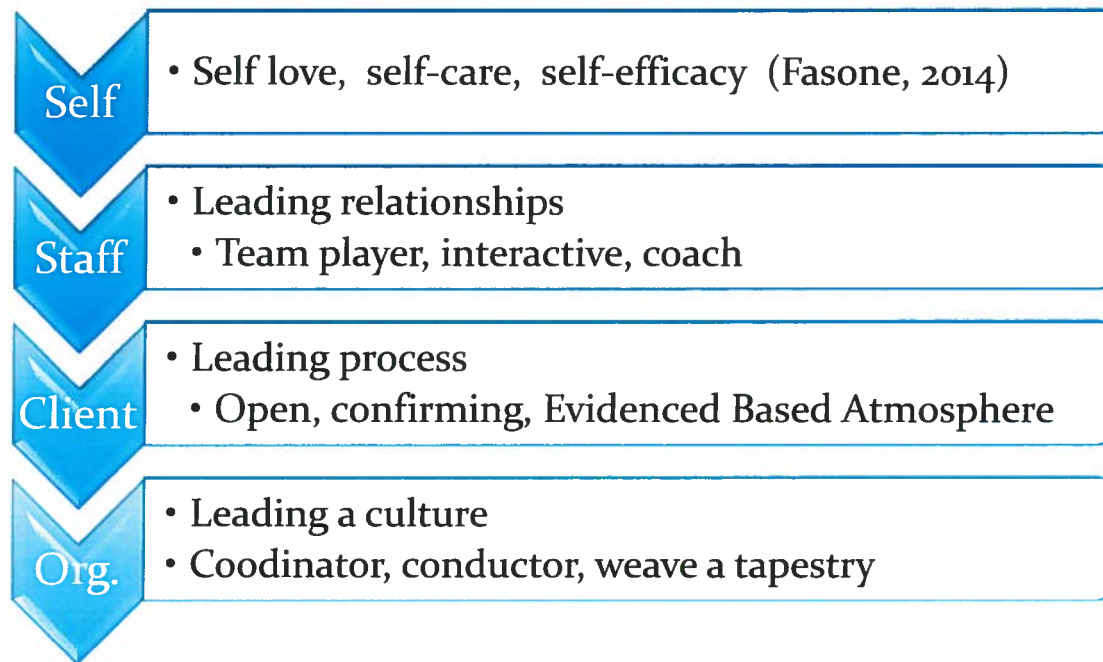 Self
• Self love, self-care, self-efficacy (Fasone, 2014)
Staff
• Leading relationships
• Team player, interactive, coach
Client
• Leading process
• Open, confirming, Evidenced Based Atmosphere
Org.
• Leading a culture
• Coodinator, conductor, weave a tapestry